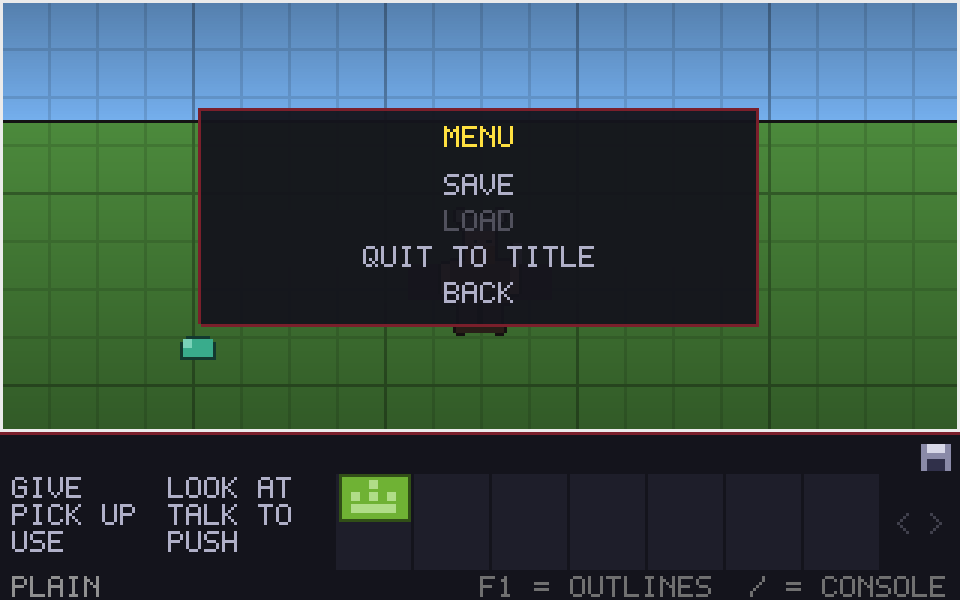 MENU
SAVE
LOAD
QUIT TO TITLE
BACK
GIVE LOOK AT
PICK UP TALK TO
USE PUSH
< >
PLAIN F1 = OUTLINES / = CONSOLE